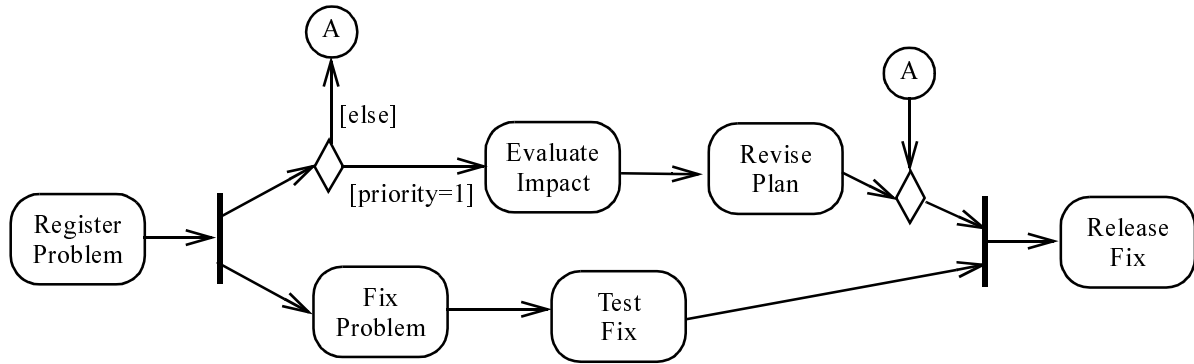 A
A
[else]
Evaluate
Impact
Revise
Plan
[priority=1]
Register
Problem
Release
Fix
Fix
Problem
Test
Fix